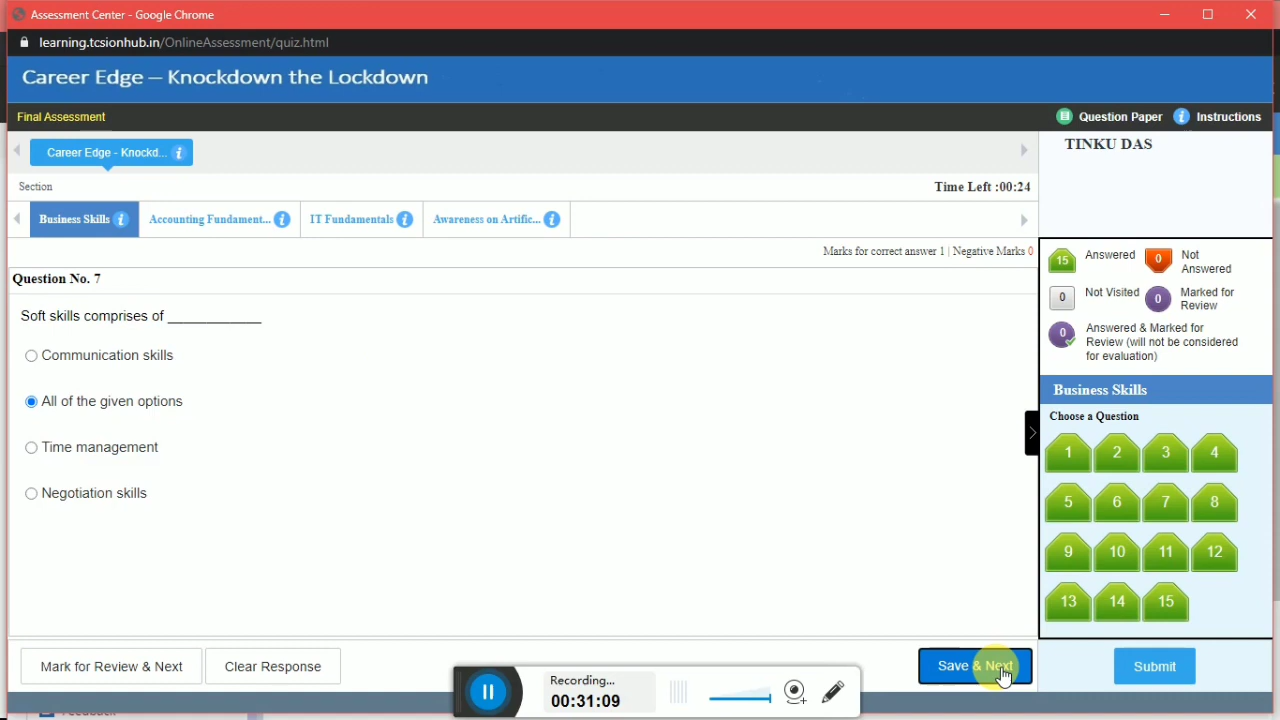 Assessment Center - Google Chrome
learning.tcsionhub.in/OnlineAssessment/quiz.html
Career Edge – Knockdown the Lockdown
Final Assessment
Question Paper
Instructions
Career Edge - Knockd...
TINKU DAS
Section
Time Left :00:24
Business Skills
Accounting Fundament...
IT Fundamentals
Awareness on Artific...
Marks for correct answer 1 | Negative Marks 0
15 Answered
0 Not Answered
0 Not Visited
0 Marked for Review
0 Answered & Marked for Review (will not be considered for evaluation)
Question No. 7
Soft skills comprises of ____________
Communication skills
All of the given options
Time management
Negotiation skills
Business Skills
Choose a Question
1 2 3 4
5 6 7 8
9 10 11 12
13 14 15
Mark for Review & Next
Clear Response
Save & Next
Submit
Recording...
00:31:09